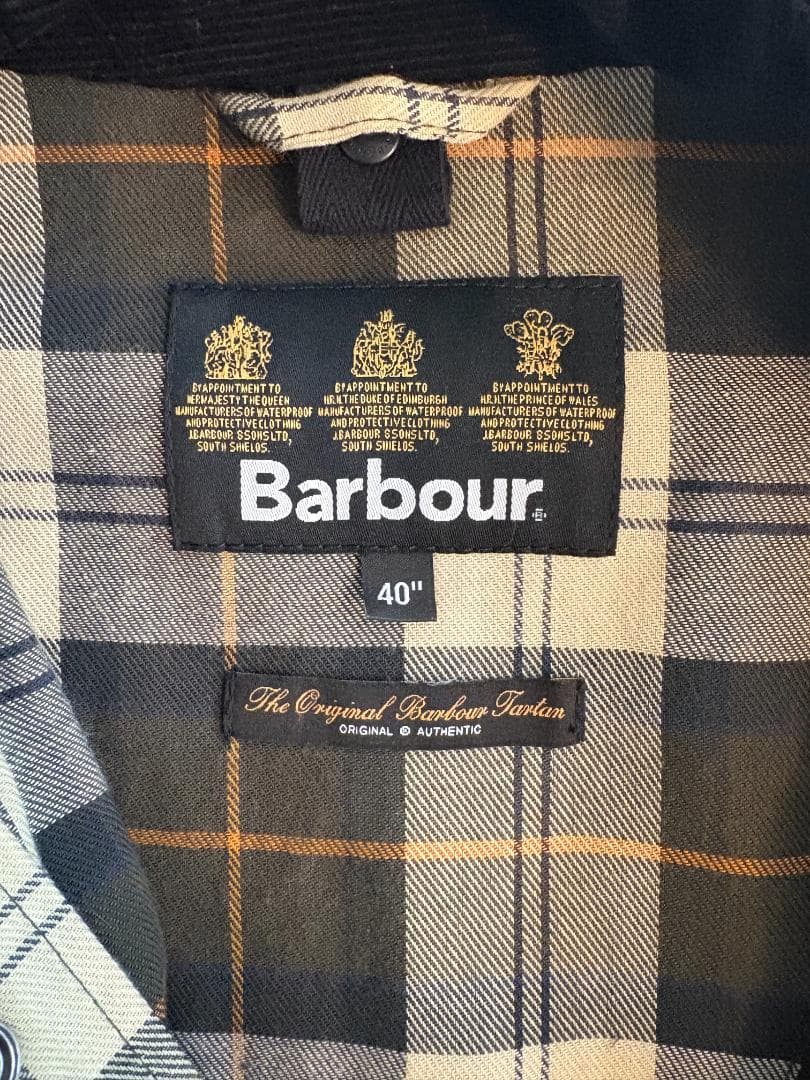 BY APPOINTMENT TO
HER MAJESTY THE QUEEN
MANUFACTURERS OF WATERPROOF
AND PROTECTIVE CLOTHING
J.BARBOUR & SONS LTD,
SOUTH SHIELDS.
BY APPOINTMENT TO
H.R.H. THE DUKE OF EDINBURGH
MANUFACTURERS OF WATERPROOF
AND PROTECTIVE CLOTHING
J.BARBOUR & SONS LTD,
SOUTH SHIELDS.
BY APPOINTMENT TO
H.R.H. THE PRINCE OF WALES
MANUFACTURERS OF WATERPROOF
AND PROTECTIVE CLOTHING
J.BARBOUR & SONS LTD,
SOUTH SHIELDS.
Barbour
40"
The Original Barbour Tartan
ORIGINAL ® AUTHENTIC